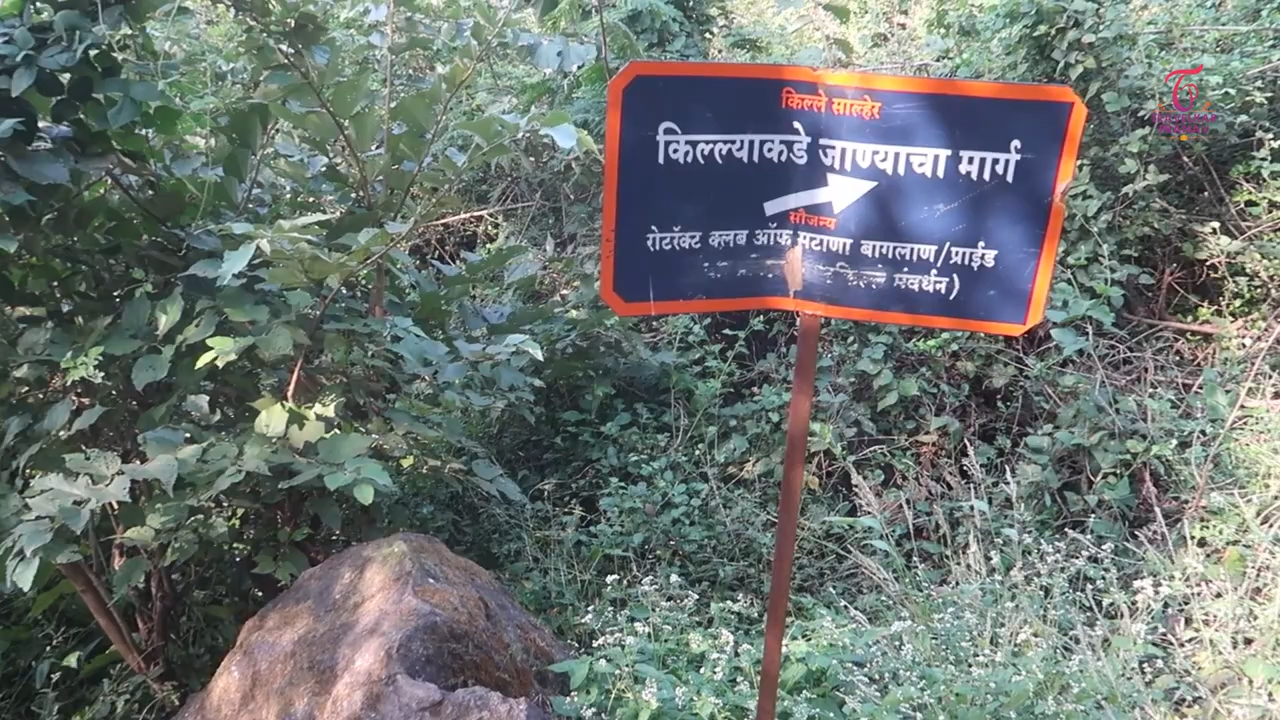 किल्ले साल्हेर
किल्ल्याकडे जाण्याचा मार्ग
सौजन्य
रोटरॅक्ट क्लब ऑफ सटाणा बागलाण/प्राईड
किल्ले संवर्धन)